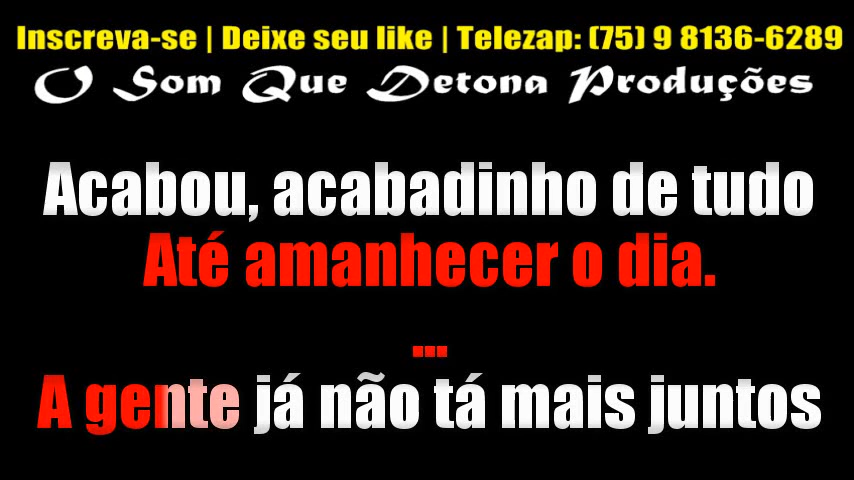 Inscreva-se | Deixe seu like | Telezap: (75) 9 8136-6289
O Som Que Detona Produções
Acabou, acabadinho de tudo
Até amanhecer o dia.
...
A gente já não tá mais juntos